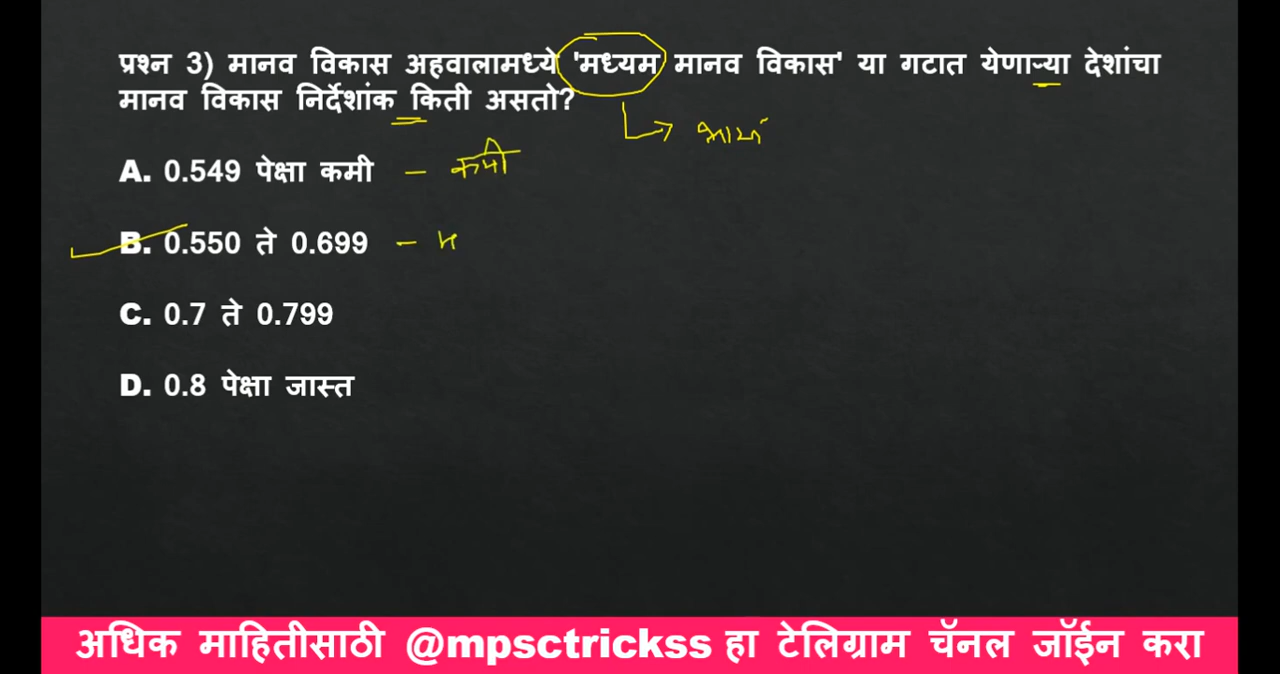 प्रश्न 3) मानव विकास अहवालामध्ये 'मध्यम मानव विकास' या गटात येणाऱ्या देशांचा
मानव विकास निर्देशांक किती असतो?
A. 0.549 पेक्षा कमी - कमी
B. 0.550 ते 0.699 - म
C. 0.7 ते 0.799
D. 0.8 पेक्षा जास्त
अधिक माहितीसाठी @mpsctrickss हा टेलिग्राम चॅनल जॉईन करा